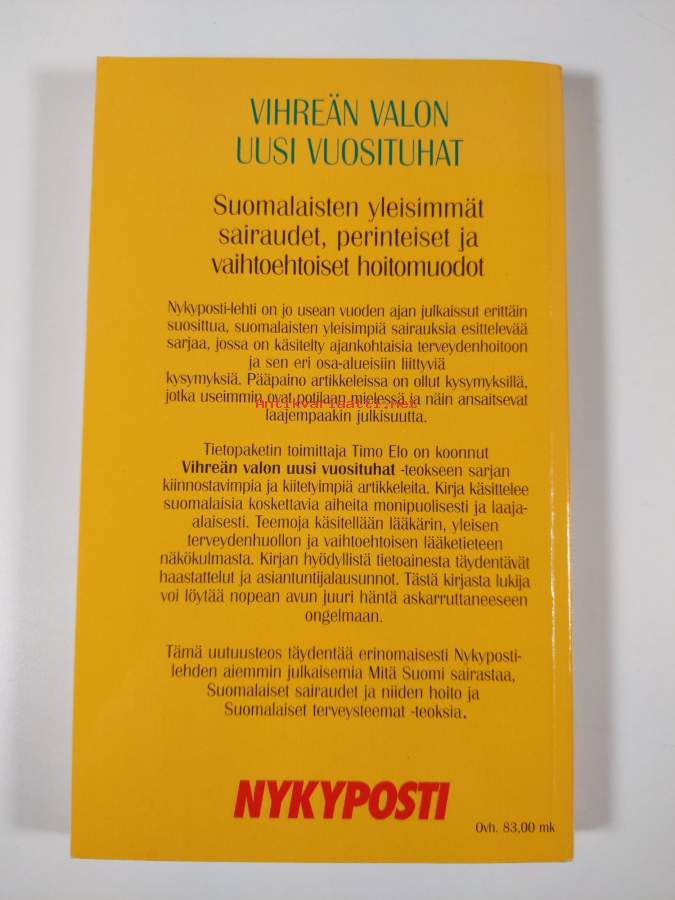 VIHREÄN VALON
UUSI VUOSITUHAT
Suomalaisten yleisimmät
sairaudet, perinteiset ja
vaihtoehtoiset hoitomuodot
Nykyposti-lehti on jo usean vuoden ajan julkaissut erittäin
suosittua, suomalaisten yleisimpiä sairauksia esittelevää
sarjaa, jossa on käsitelty ajankohtaisia terveydenhoitoon
ja sen eri osa-alueisiin liittyviä
kysymyksiä. Pääpaino artikkeleissa on ollut kysymyksillä,
jotka useimmin ovat potilaan mielessä ja näin ansaitsevat
Antikvariaatti.net
laajempaakin julkisuutta.
Tietopaketin toimittaja Timo Elo on koonnut
Vihreän valon uusi vuosituhat -teokseen sarjan
kiinnostavimpia ja kiitetyimpiä artikkeleita. Kirja käsittelee
suomalaisia koskettavia aiheita monipuolisesti ja laaja-
alaisesti. Teemoja käsitellään lääkärin, yleisen
terveydenhuollon ja vaihtoehtoisen lääketieteen
näkökulmasta. Kirjan hyödyllistä tietoainesta täydentävät
haastattelut ja asiantuntijalausunnot. Tästä kirjasta lukija
voi löytää nopean avun juuri häntä askarruttaneeseen
ongelmaan.
Tämä uutuusteos täydentää erinomaisesti Nykyposti-
lehden aiemmin julkaisemia Mitä Suomi sairastaa,
Suomalaiset sairaudet ja niiden hoito ja
Suomalaiset terveysteemat -teoksia.
NYKYPOSTI
Ovh. 83,00 mk